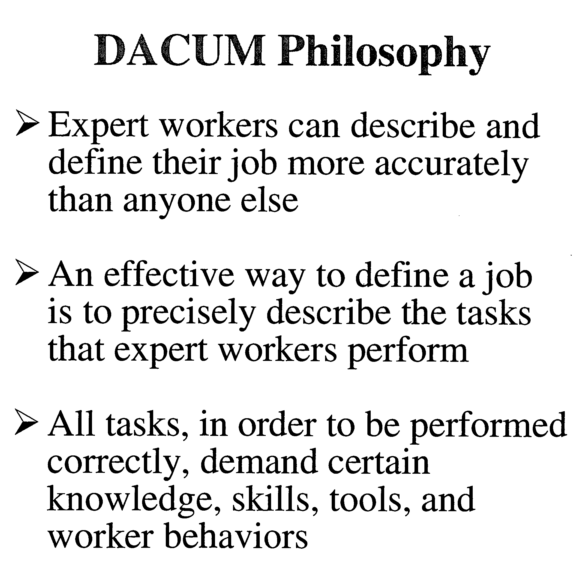 DACUM Philosophy
➢ Expert workers can describe and
define their job more accurately
than anyone else
➢ An effective way to define a job
is to precisely describe the tasks
that expert workers perform
➢ All tasks, in order to be performed
correctly, demand certain
knowledge, skills, tools, and
worker behaviors